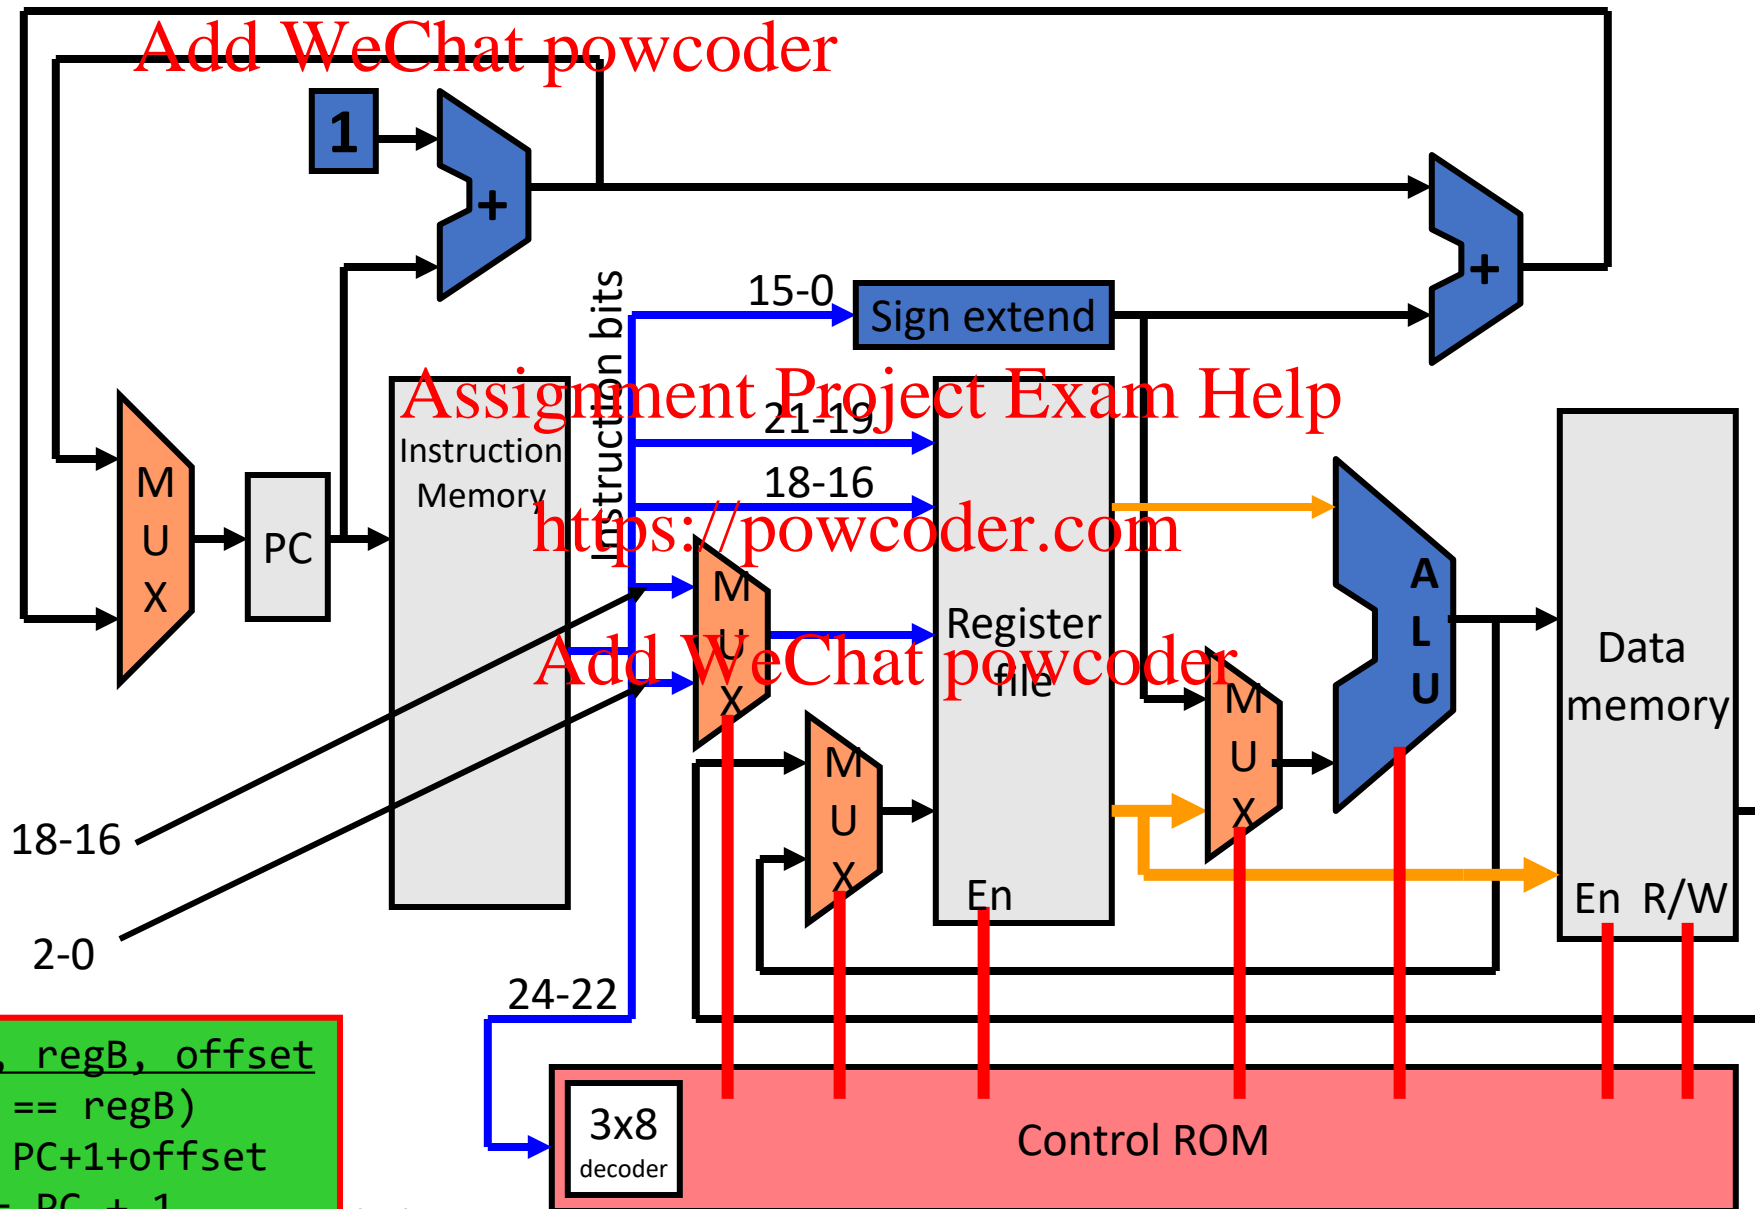 Add WeChat powcoder
1
+
+
Instruction bits
15-0
Sign extend
Assignment Project Exam Help
21-19
Instruction
Memory
18-16
M
U
X
PC
https://powcoder.com
M
U
X
Register
file
Add WeChat powcoder
A
L
U
Data
memory
M
U
X
M
U
X
18-16
2-0
En
En R/W
24-22
, regB, offset
== regB)
PC+1+offset
PC + 1
3x8
decoder
Control ROM